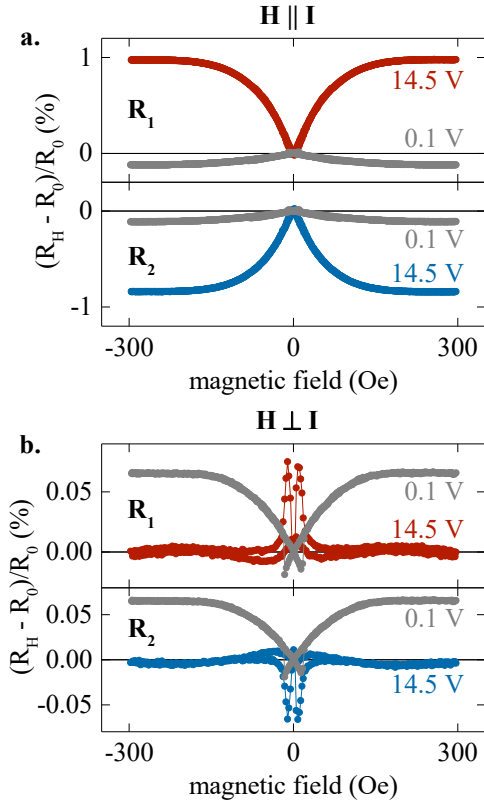 H || I
a.
1
R1
14.5 V
0.1 V
0
(RH - R0)/R0 (%)
0
0.1 V
R2
14.5 V
-1
-300 0 300
magnetic field (Oe)
H ⊥ I
b.
0.05
0.1 V
R1
14.5 V
0.00
(RH - R0)/R0 (%)
0.05
0.1 V
R2
0.00
14.5 V
-0.05
-300 0 300
magnetic field (Oe)